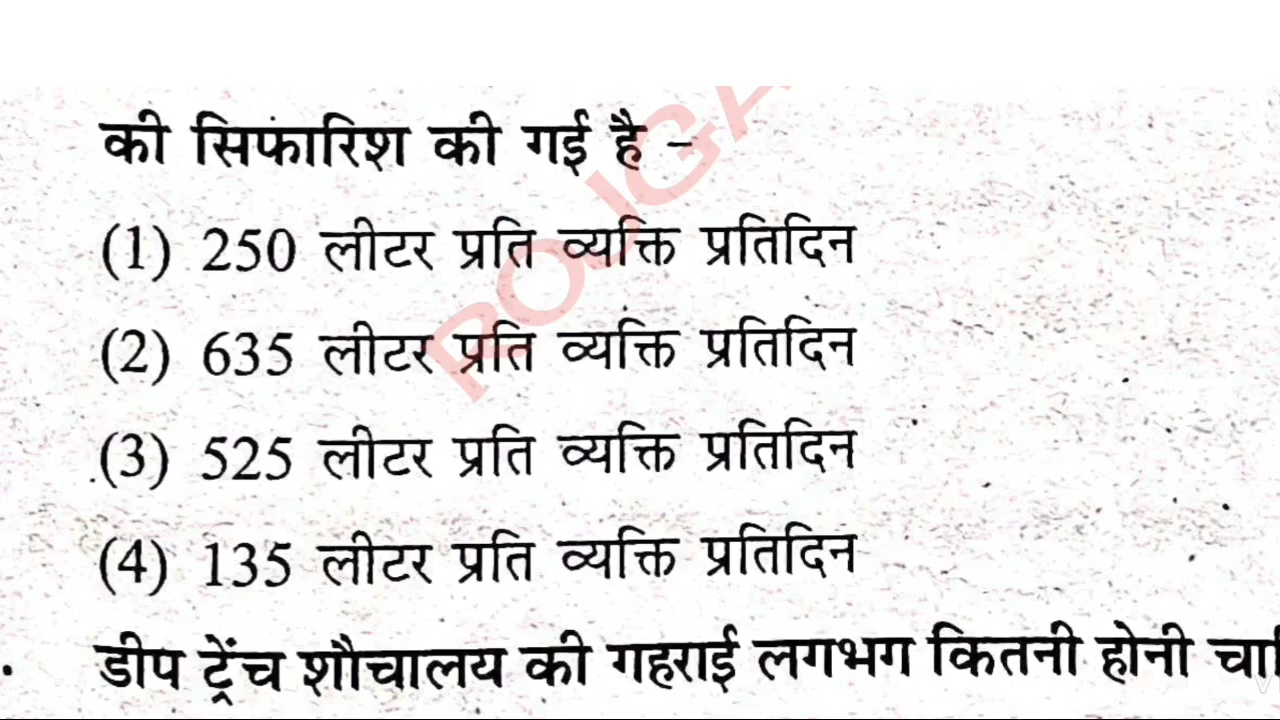 की सिफारिश की गई है -
(1) 250 लीटर प्रति व्यक्ति प्रतिदिन
(2) 635 लीटर प्रति व्यक्ति प्रतिदिन
(3) 525 लीटर प्रति व्यक्ति प्रतिदिन
(4) 135 लीटर प्रति व्यक्ति प्रतिदिन
डीप ट्रेंच शौचालय की गहराई लगभग कितनी होनी